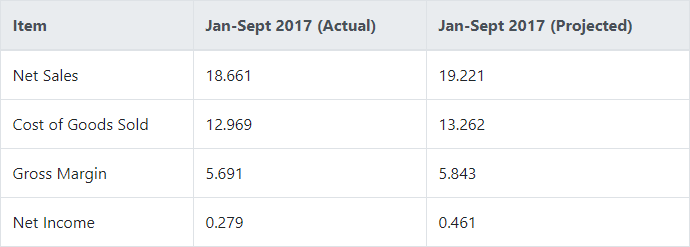 Item Jan-Sept 2017 (Actual) Jan-Sept 2017 (Projected)
Net Sales 18.661 19.221
Cost of Goods Sold 12.969 13.262
Gross Margin 5.691 5.843
Net Income 0.279 0.461